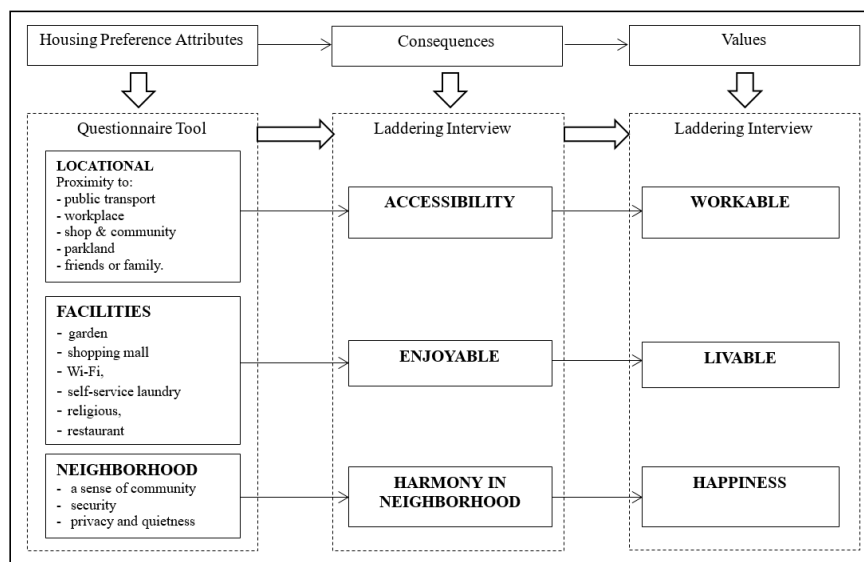 Housing Preference Attributes
Consequences
Values
Questionnaire Tool
Laddering Interview
Laddering Interview
LOCATIONAL
Proximity to:
- public transport
- workplace
- shop & community
- parkland
- friends or family.
ACCESSIBILITY
WORKABLE
FACILITIES
- garden
- shopping mall
- Wi-Fi,
- self-service laundry
- religious,
- restaurant
ENJOYABLE
LIVABLE
NEIGHBORHOOD
- a sense of community
- security
- privacy and quietness
HARMONY IN
NEIGHBORHOOD
HAPPINESS